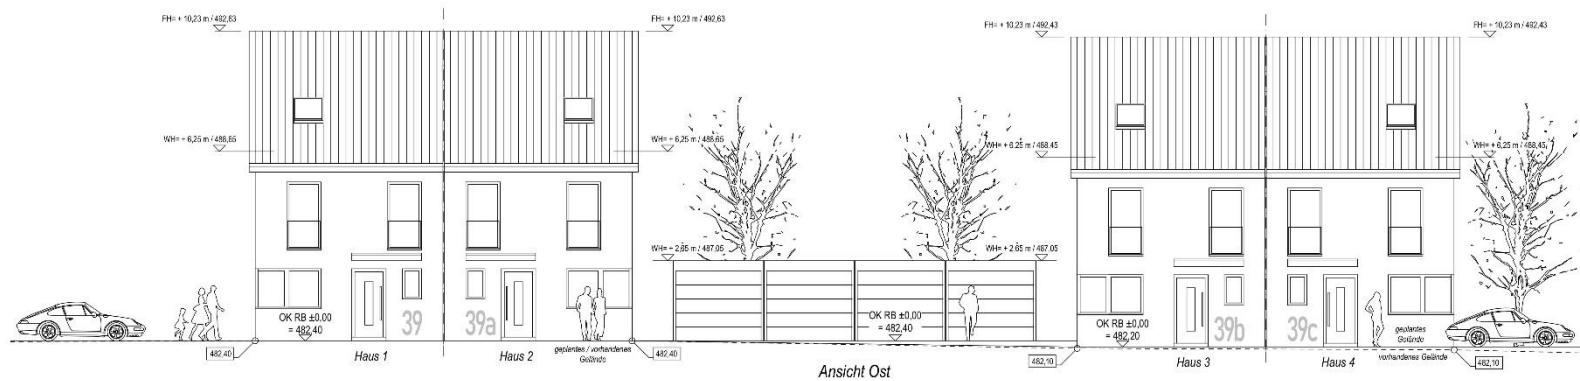 FH= + 10,23 m / 492,63
FH= + 10,23 m / 492,63
FH= + 10,23 m / 492,43
FH= + 10,23 m / 492,43
WH= + 6,25 m / 488,65
WH= + 6,25 m / 488,65
WH= + 6,25 m / 488,45
WH= + 6,25 m / 488,45
WH= + 2,65 m / 487,05
WH= + 2,65 m / 487,05
OK RB ±0,00
= 482,40
39
39a
OK RB ±0,00
= 482,40
OK RB ±0,00
= 482,20
39b
39c
geplantes
Gelände
482,40
Haus 1
Haus 2
geplantes / vorhandenes
Gelände
482,40
482,10
Haus 3
Haus 4
vorhandenes Gelände
482,10
Ansicht Ost